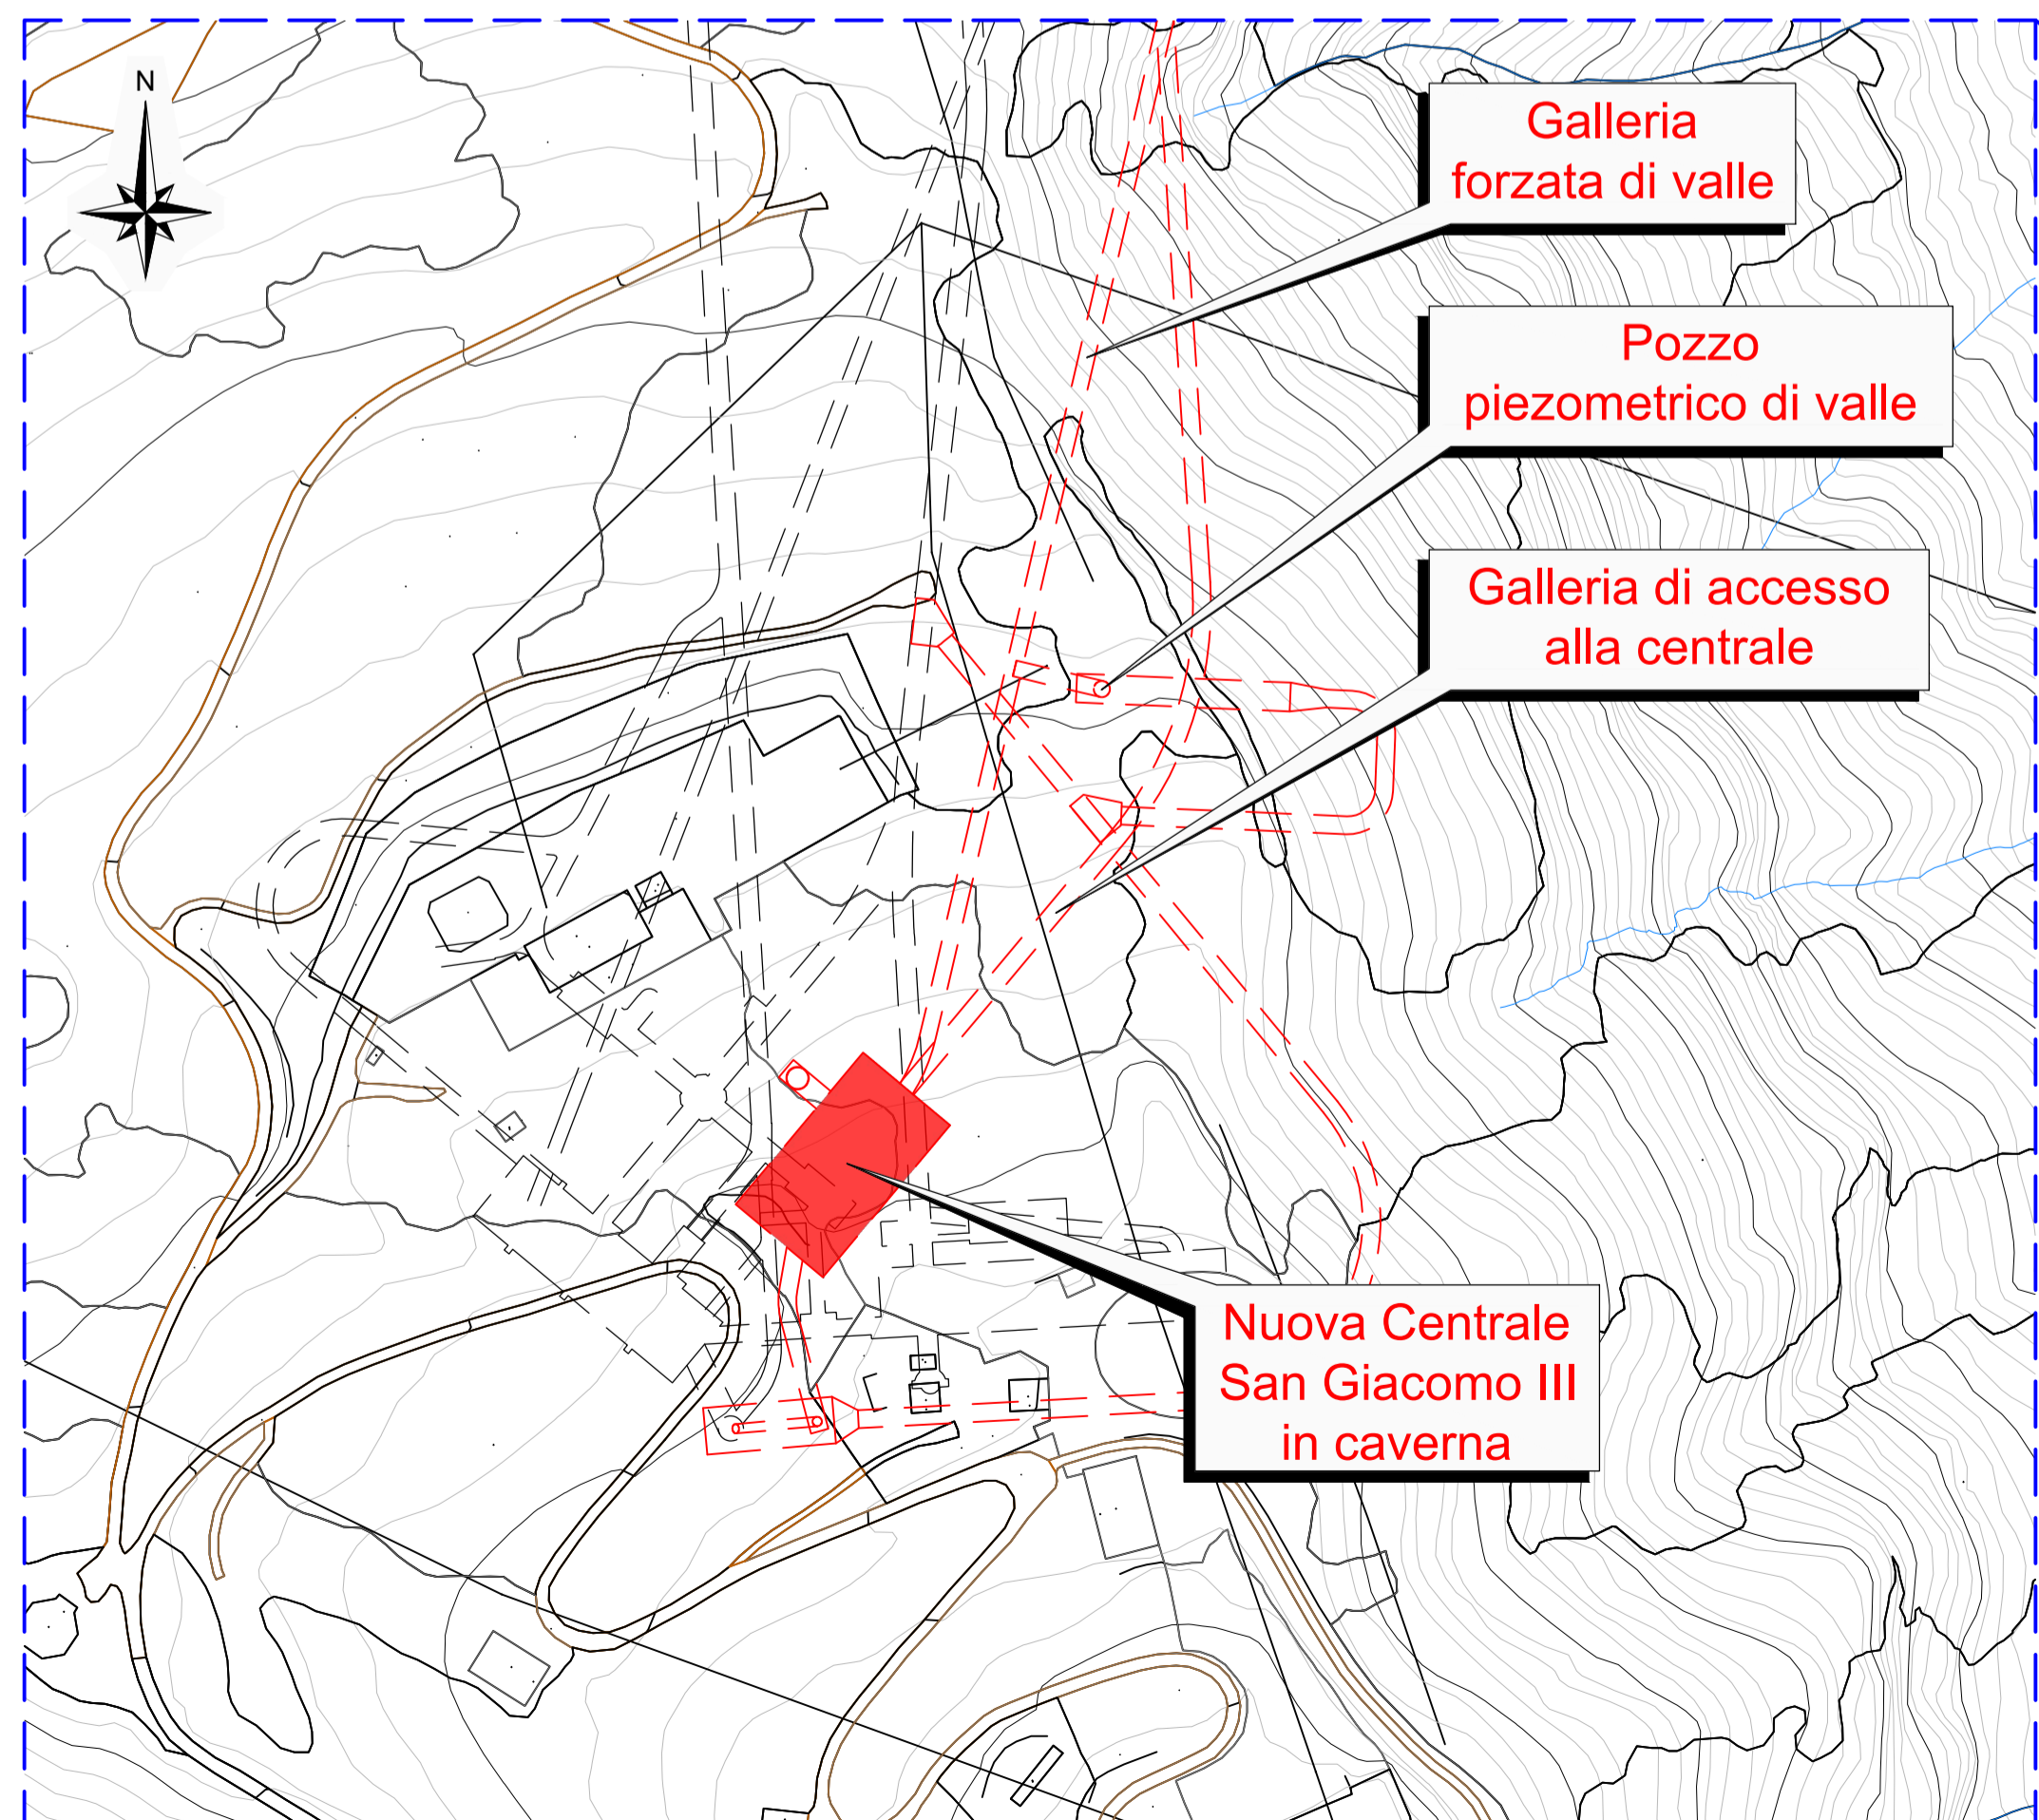 N
Galleria
forzata di valle
Pozzo
piezometrico di valle
Galleria di accesso
alla centrale
Nuova Centrale
San Giacomo III
in caverna